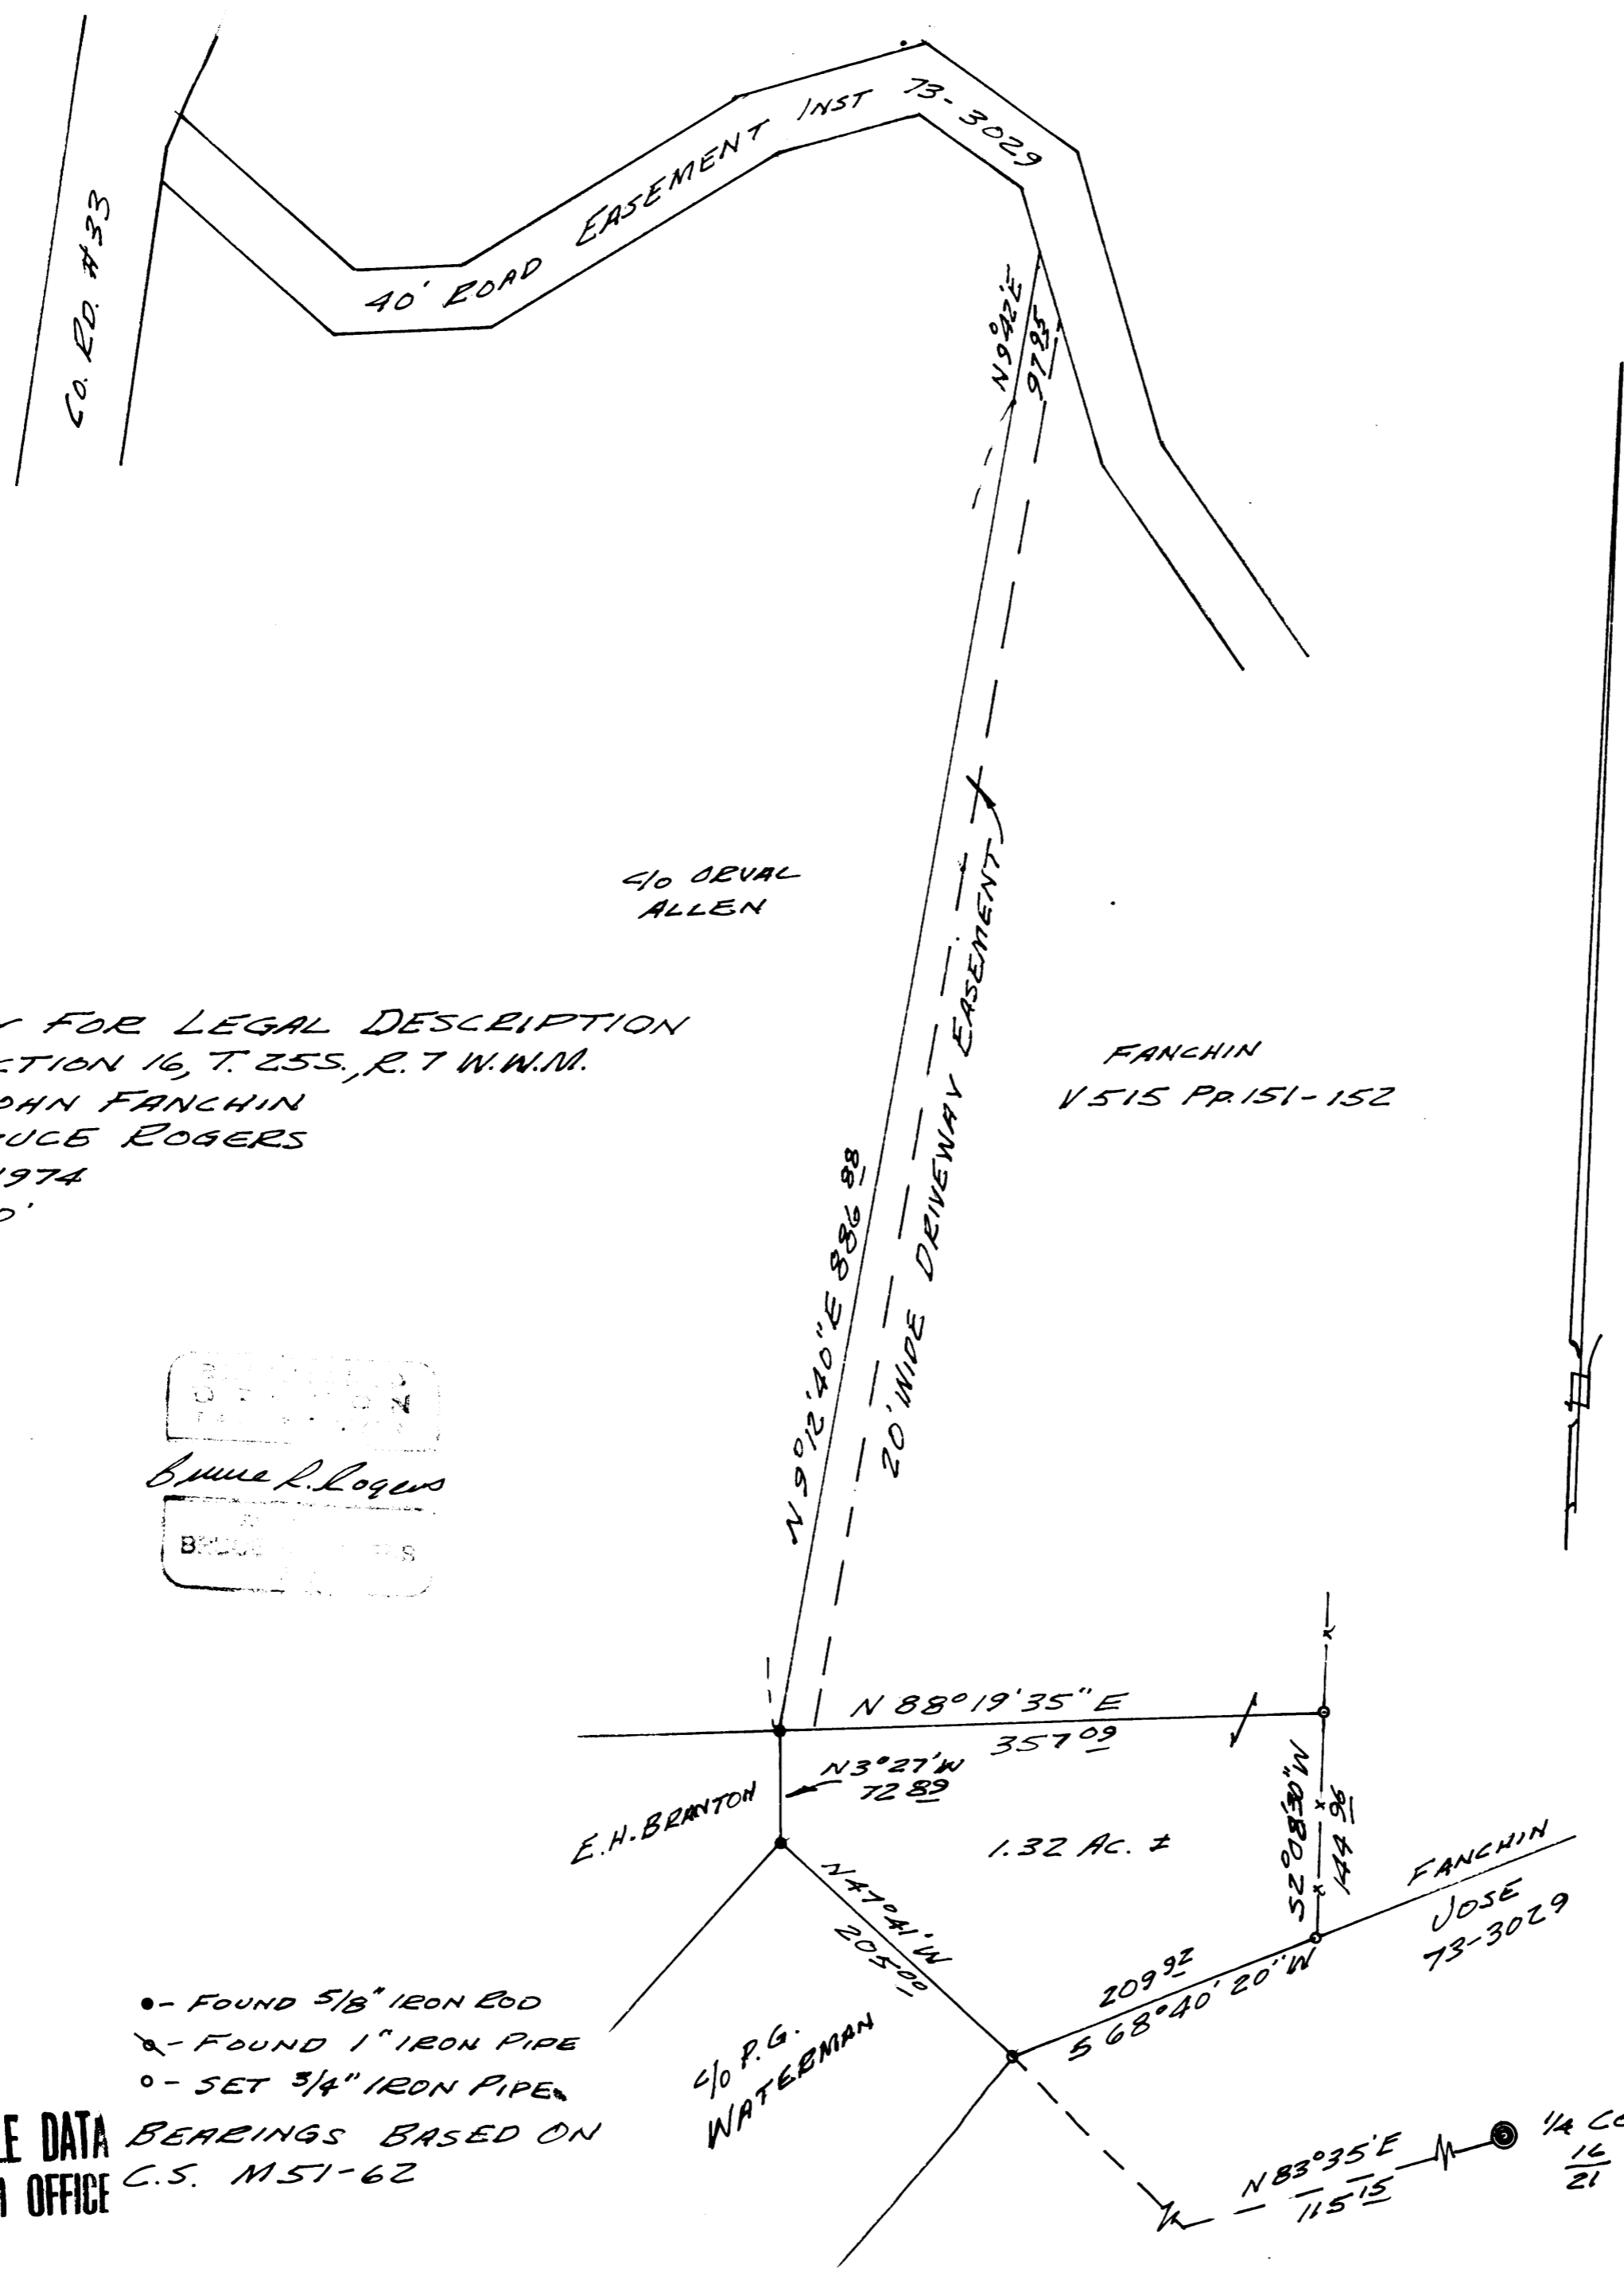 CO. RD. #33
40' ROAD EASEMENT INST 73-3029
N9°42'E
97 95
C/O ORVAL
ALLEN
FOR LEGAL DESCRIPTION
CTION 16, T. 25S., R. 7 W.W.M.
OHN FANCHIN
UCE ROGERS
1974
0'
FANCHIN
V 515 PP. 151-152
N 9°12'40" E 886 88
20' WIDE DRIVEWAY EASEMENT
Bruce R. Rogers
N 88°19'35" E
357 09
N3°27'W
72 89
E.H. BRANTON
1.32 AC. ±
S2°08'30"W
144 96
FANCHIN
JOSE
73-3029
N47°41'W
205 00
209 92
S 68°40'20"W
C/O P.G.
WATERMAN
●- FOUND 5/8" IRON ROD
- FOUND 1" IRON PIPE
○ - SET 3/4" IRON PIPE
BEARINGS BASED ON
C.S. M51-62
E DATA
OFFICE
N 83°35'E
115 15
1/4 CO
16
21